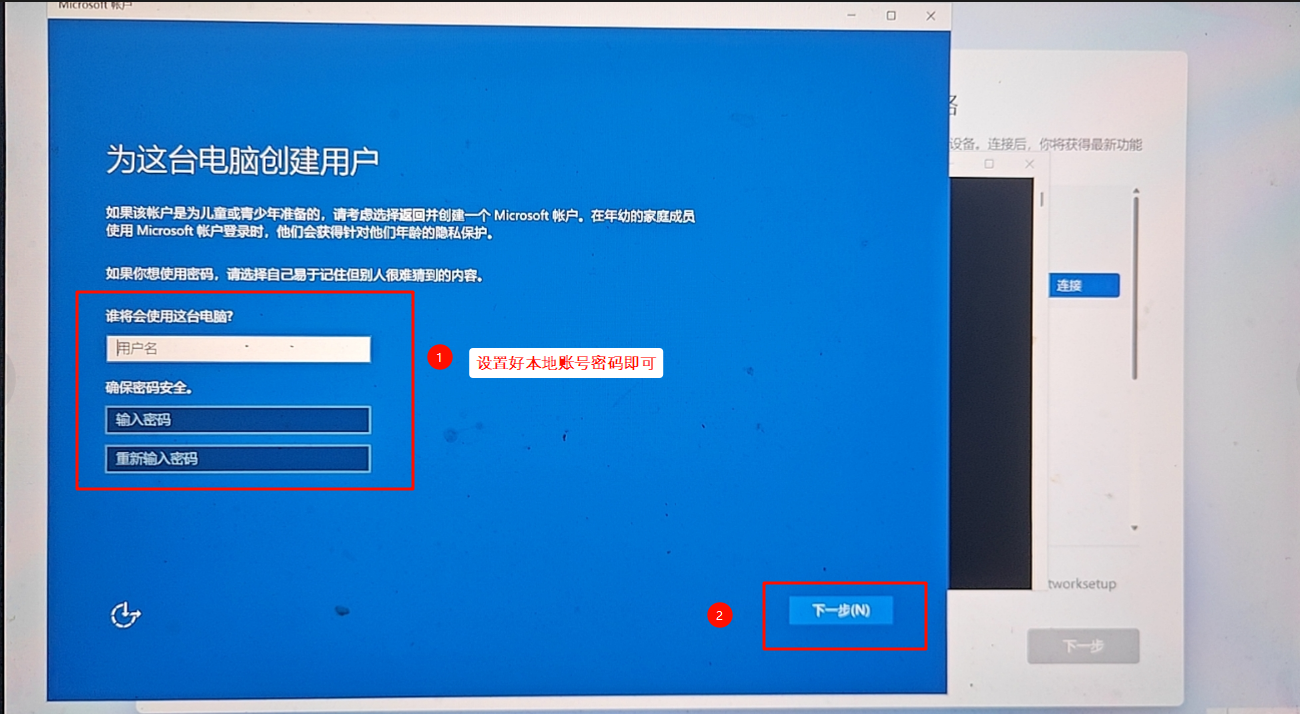 Microsoft 帐户
为这台电脑创建用户
设备。连接后，你将获得最新功能
如果该帐户是为儿童或青少年准备的，请考虑选择返回并创建一个 Microsoft 帐户。在年幼的家庭成员
使用 Microsoft 帐户登录时，他们会获得针对他们年龄的隐私保护。
如果你想使用密码，请选择自己易于记住但别人很难猜到的内容。
连接
谁将会使用这台电脑?
用户名
1
设置好本地账号密码即可
确保密码安全。
输入密码
重新输入密码
tworksetup
2
下一步(N)
下一步